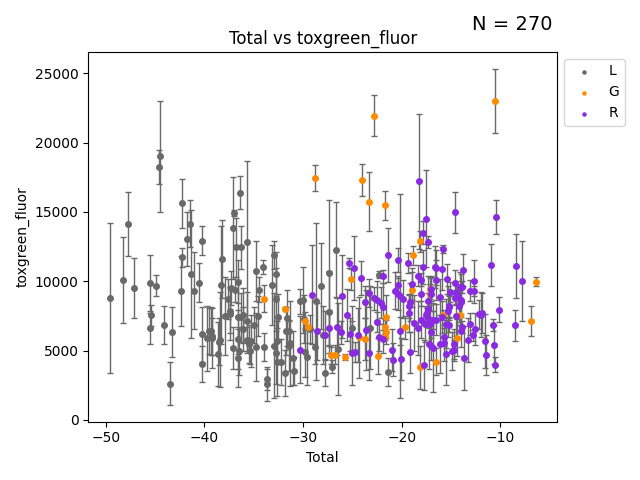 N = 270
Total vs toxgreen_fluor
25000
20000
15000
10000
5000
0
toxgreen_fluor
−50
−40
−30
−20
−10
Total
L
G
R